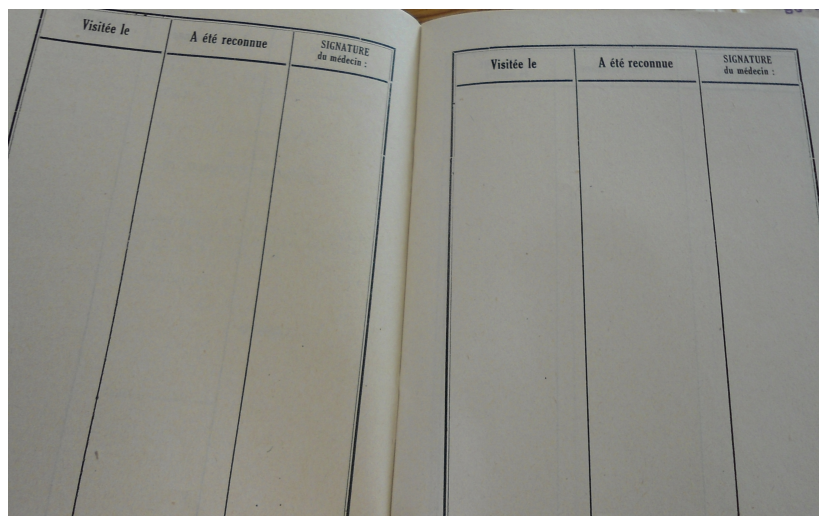 Visitée le
A été reconnue
SIGNATURE
du médecin :
Visitée le
A été reconnue
SIGNATURE
du médecin :